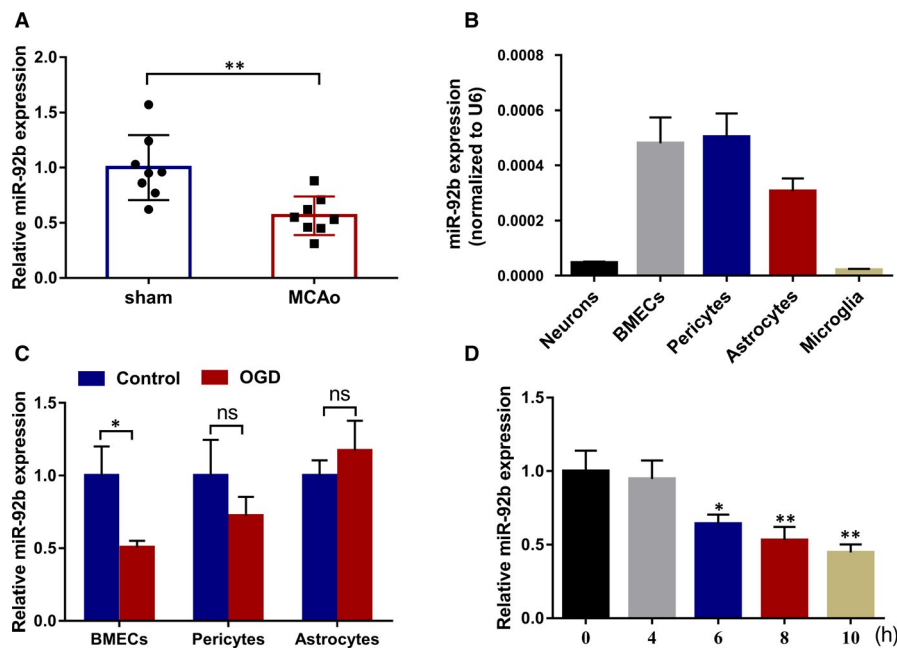 A
Relative miR-92b expression
2.0
1.5
1.0
0.5
0.0
**
sham
MCAo
B
miR-92b expression
(normalized to U6)
0.0008
0.0006
0.0004
0.0002
0.0000
Neurons
BMECs
Pericytes
Astrocytes
Microglia
C
Control
OGD
Relative miR-92b expression
1.5
1.0
0.5
0.0
*
ns
ns
BMECs
Pericytes
Astrocytes
D
Relative miR-92b expression
1.5
1.0
0.5
0.0
*
**
**
0 4 6 8 10 (h)